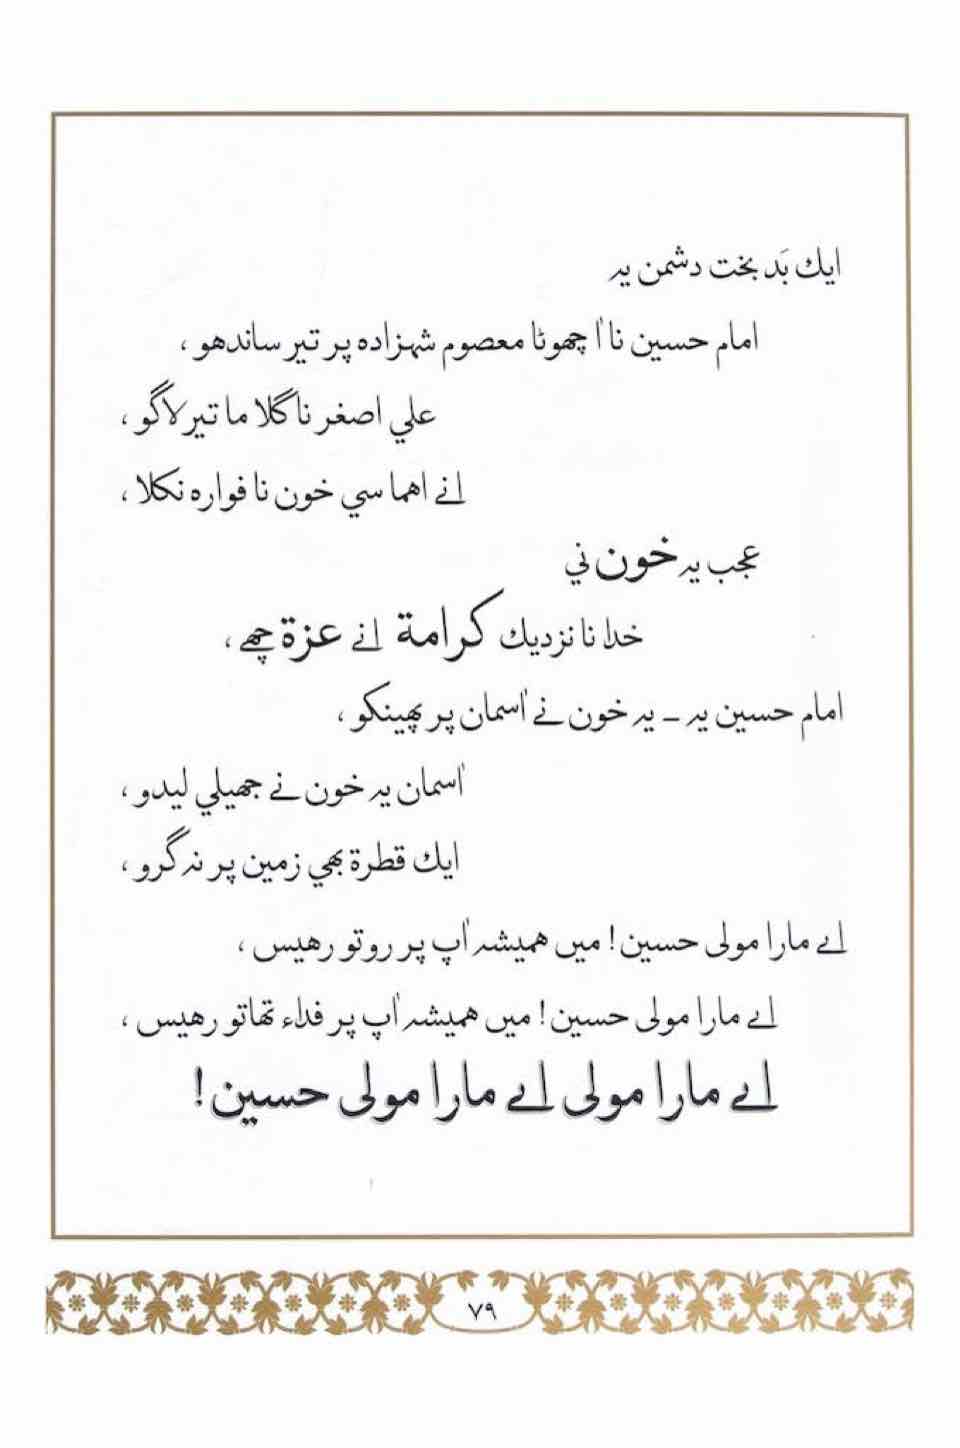 ايك بَد بخت دشمن يہ
امام حسين نا اٰ چھوٹا معصوم شہزاده پر تير ساندھو ،
علي اصغر نا گلا ما تير لاگو ،
انے اهما سي خون نا فواره نكلا ،
عجب يہ خون ني
خدا نا نزديك كرامة انے عزة چھے ،
امام حسين يہ ـ يہ خون نے اٰسمان پر پھينكو ،
اٰسمان يہ خون نے جھيلي ليدو ،
ايك قطرة بھي زمين پر نہ گرو ،
اے مارا مولى حسين! ميں هميشہ اٰپ پر روتو رهيس ،
اے مارا مولى حسين! ميں هميشہ اٰپ پر فداء تھاتو رهيس ،
اے مارا مولى اے مارا مولى حسين!
٧٩